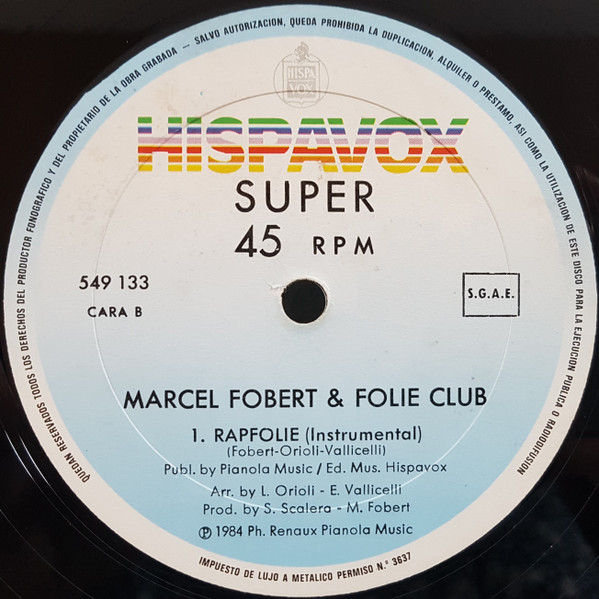 QUEDAN RESERVADOS TODOS LOS DERECHOS DEL PRODUCTOR FONOGRAFICO Y DEL PROPIETARIO DE LA OBRA GRABADA — SALVO AUTORIZACION, QUEDA PROHIBIDA LA DUPLICACION, ALQUILER O PRESTAMO, ASI COMO LA UTILIZACION DE ESTE DISCO PARA LA EJECUCION PUBLICA O RADIODIFUSION
HISPA
VOX
HISPAVOX
SUPER
45 RPM
549 133
CARA B
S.G.A.E.
MARCEL FOBERT & FOLIE CLUB
1. RAPFOLIE (Instrumental)
(Fobert-Orioli-Vallicelli)
Publ. by Pianola Music / Ed. Mus. Hispavox
Arr. by L. Orioli - E. Vallicelli
Prod. by S. Scalera - M. Fobert
℗ 1984 Ph. Renaux Pianola Music
IMPUESTO DE LUJO A METALICO PERMISO N.º 3637